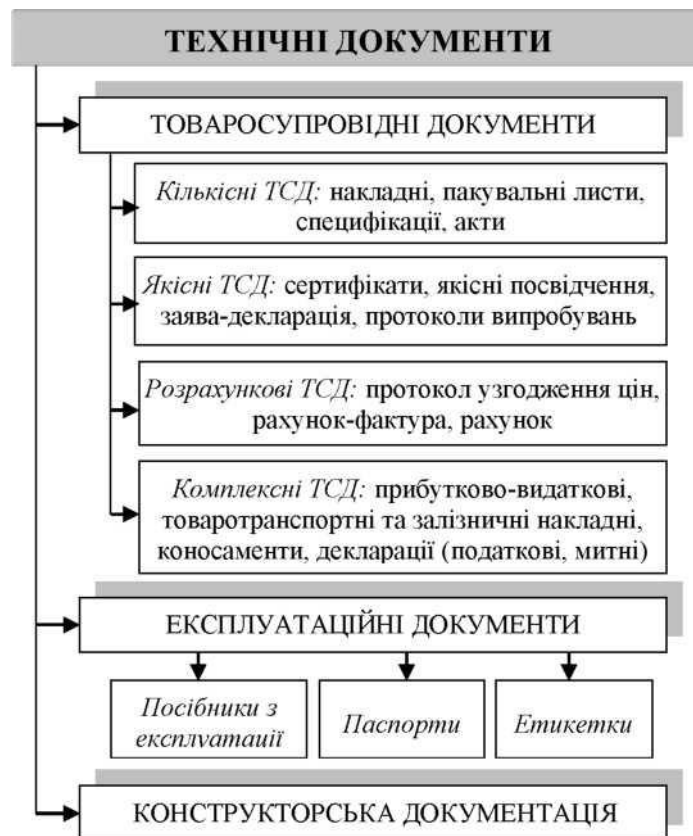 ТЕХНІЧНІ ДОКУМЕНТИ
ТОВАРОСУПРОВІДНІ ДОКУМЕНТИ
Кількісні ТСД: накладні, пакувальні листи,
специфікації, акти
Якісні ТСД: сертифікати, якісні посвідчення,
заява-декларація, протоколи випробувань
Розрахункові ТСД: протокол узгодження цін,
рахунок-фактура, рахунок
Комплексні ТСД: прибутково-видаткові,
товаротранспортні та залізничні накладні,
коносаменти, декларації (податкові, митні)
ЕКСПЛУАТАЦІЙНІ ДОКУМЕНТИ
Посібники з
експлуатації
Паспорти
Етикетки
КОНСТРУКТОРСЬКА ДОКУМЕНТАЦІЯ